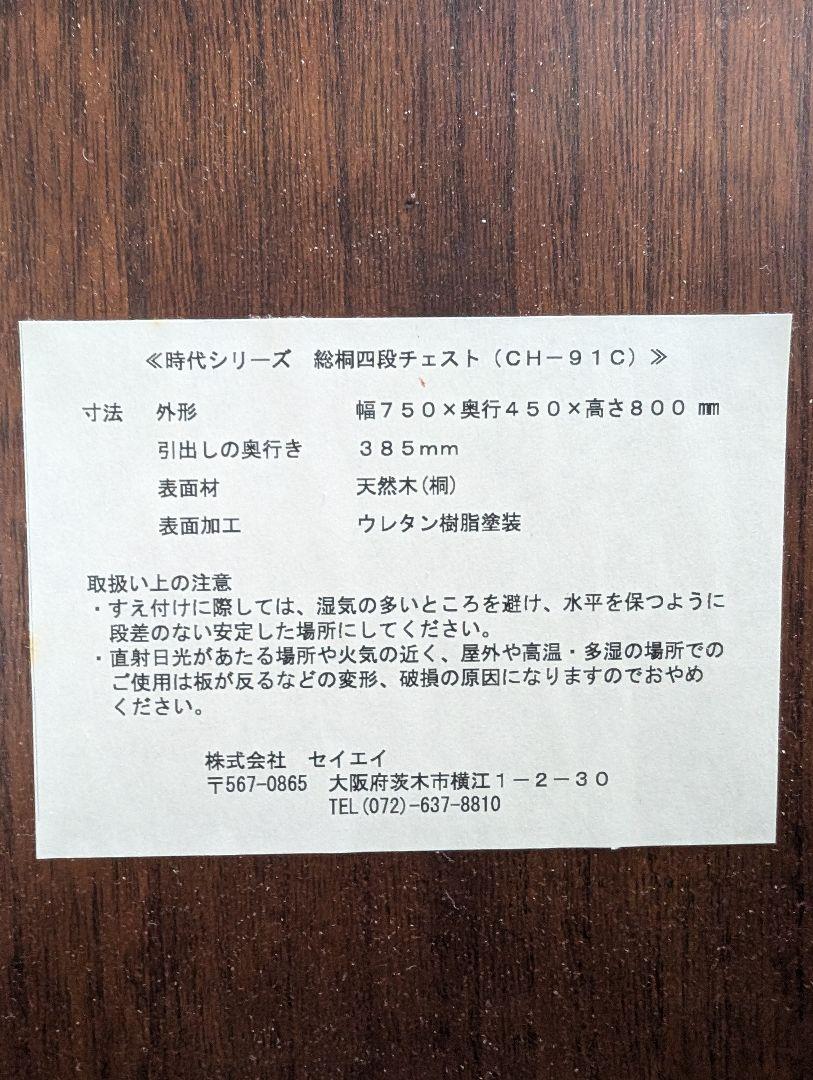 ≪時代シリーズ　総桐四段チェスト（ＣＨ－９１Ｃ）≫
寸法　外形　幅７５０×奥行４５０×高さ８００ ㎜
引出しの奥行き　３８５ｍｍ
表面材　天然木(桐)
表面加工　ウレタン樹脂塗装
取扱い上の注意
・すえ付けに際しては、湿気の多いところを避け、水平を保つように
段差のない安定した場所にしてください。
・直射日光があたる場所や火気の近く、屋外や高温・多湿の場所での
ご使用は板が反るなどの変形、破損の原因になりますのでおやめ
ください。
株式会社　セイエイ
〒567-0865　大阪府茨木市横江１－２－３０
TEL(072)-637-8810